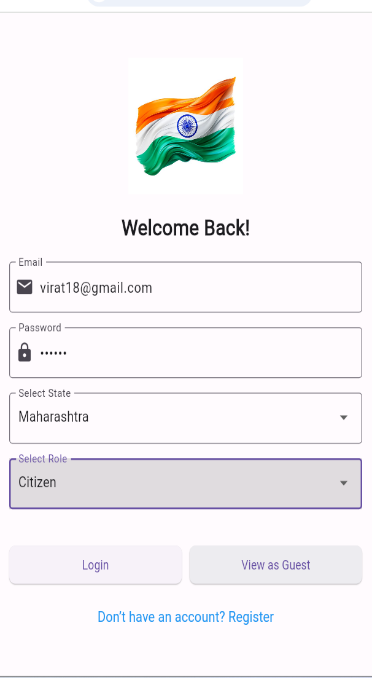 Welcome Back!
Email
virat18@gmail.com
Password
••••••
Select State
Maharashtra
Select Role
Citizen
Login
View as Guest
Don't have an account? Register